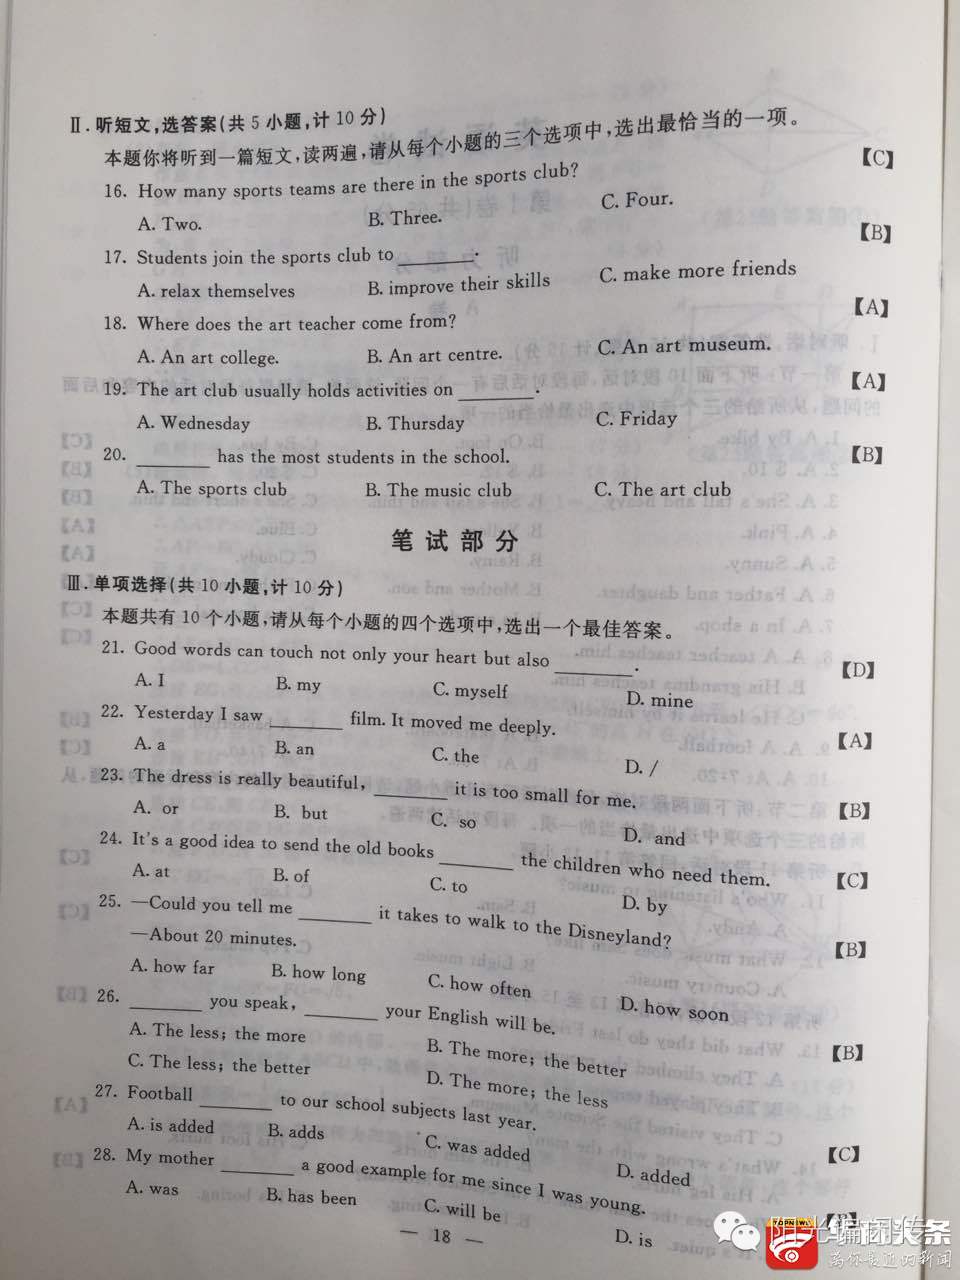 Ⅱ.听短文,选答案(共5小题,计10分)
本题你将听到一篇短文,读两遍,请从每个小题的三个选项中,选出最恰当的一项。
16. How many sports teams are there in the sports club? 【C】
A. Two. B. Three. C. Four.
17. Students join the sports club to ________. 【B】
A. relax themselves B. improve their skills C. make more friends
18. Where does the art teacher come from? 【A】
A. An art college. B. An art centre. C. An art museum.
19. The art club usually holds activities on ________. 【A】
A. Wednesday B. Thursday C. Friday
20. ________ has the most students in the school. 【B】
A. The sports club B. The music club C. The art club
笔试部分
Ⅲ.单项选择(共10小题,计10分)
本题共有10个小题,请从每个小题的四个选项中,选出一个最佳答案。
21. Good words can touch not only your heart but also ________. 【D】
A. I B. my C. myself D. mine
22. Yesterday I saw ________ film. It moved me deeply. 【A】
A. a B. an C. the D. /
23. The dress is really beautiful, ________ it is too small for me. 【B】
A. or B. but C. so D. and
24. It's a good idea to send the old books ________ the children who need them. 【C】
A. at B. of C. to D. by
25. —Could you tell me ________ it takes to walk to the Disneyland? 【B】
—About 20 minutes.
A. how far B. how long C. how often D. how soon
26. ________ you speak, ________ your English will be. 【B】
A. The less; the more B. The more; the better
C. The less; the better D. The more; the less
27. Football ________ to our school subjects last year. 【C】
A. is added B. adds C. was added D. added
28. My mother ________ a good example for me since I was young. 【B】
A. was B. has been C. will be D. is
— 18 —
TOPNEWS
头条